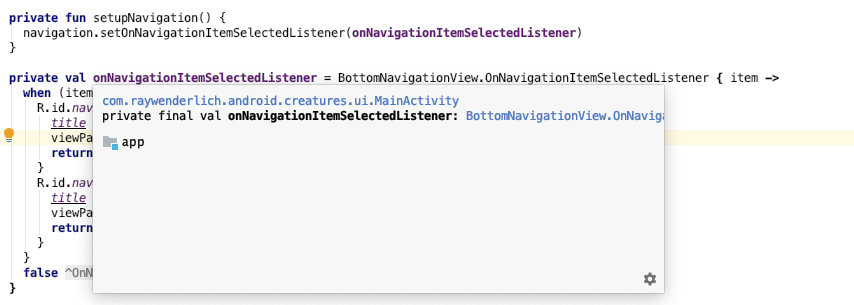 private fun setupNavigation() {
navigation.setOnNavigationItemSelectedListener(onNavigationItemSelectedListener)
}
private val onNavigationItemSelectedListener = BottomNavigationView.OnNavigationItemSelectedListener { item ->
when (item
com.raywenderlich.android.creatures.ui.MainActivity
R.id.nav
private final val onNavigationItemSelectedListener: BottomNavigationView.OnNaviga
title
viewPa
app
return
}
R.id.nav
title
viewPa
return
}
}
false ^OnN
}